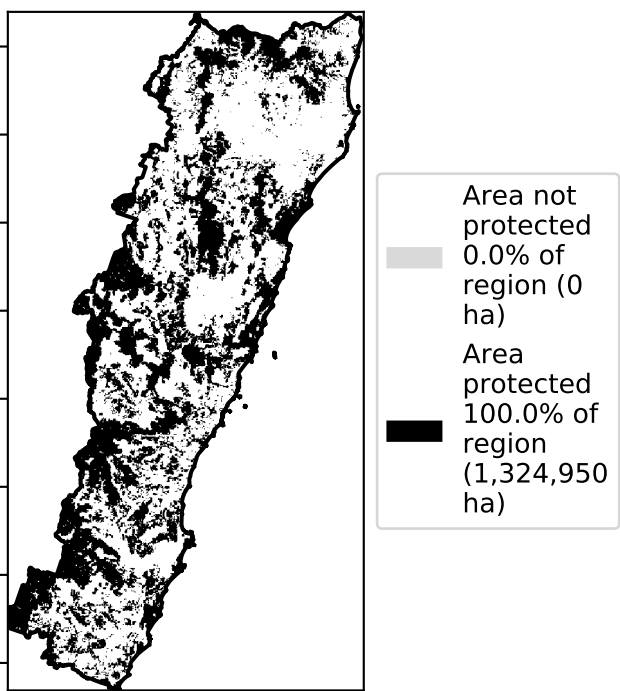 Area not
protected
0.0% of
region (0
ha)
Area
protected
100.0% of
region
(1,324,950
ha)